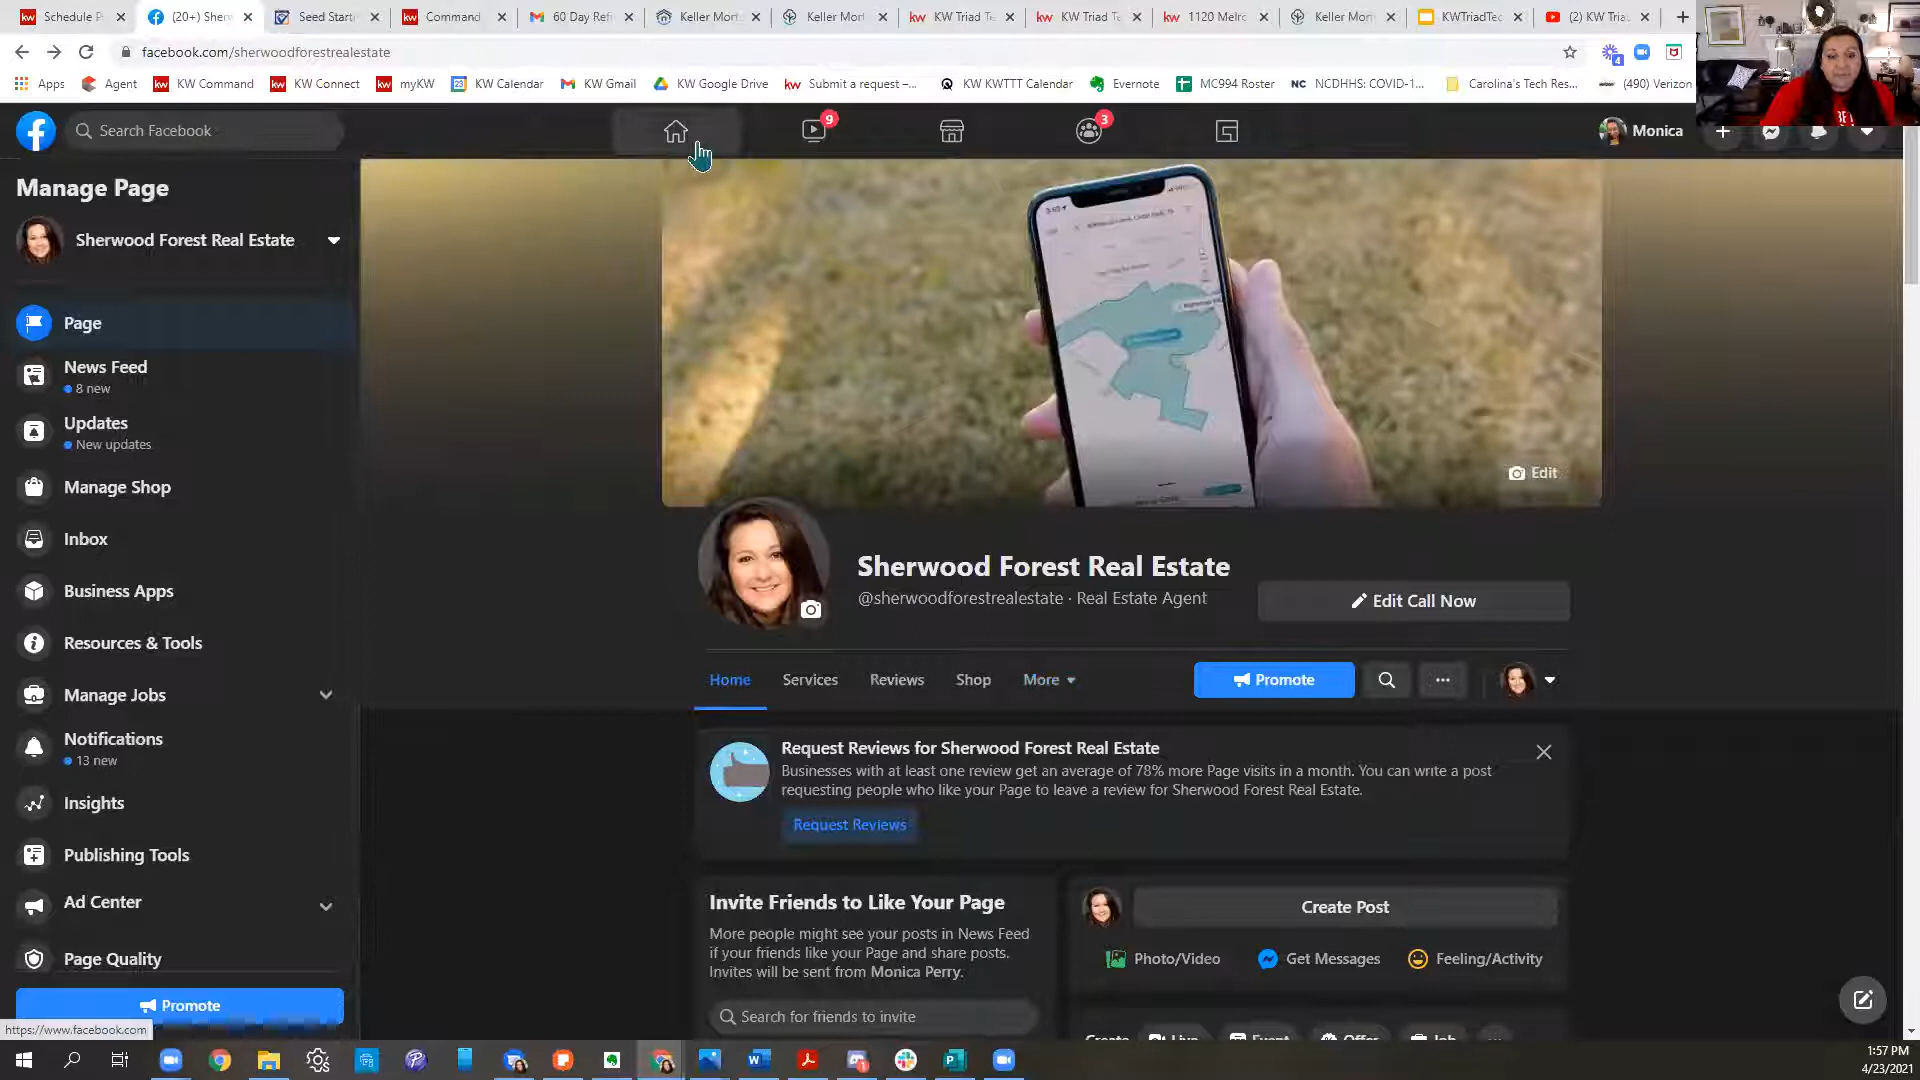 Schedule P
(20+) Sher
Seed Starti
Command
60 Day Refi
Keller Mort
Keller Mort
KW Triad Te
KW Triad Te
1120 Melro
Keller Mort
KWTriadTec
(2) KW Tria
facebook.com/sherwoodforestrealestate
Apps
Agent
KW Command
KW Connect
myKW
KW Calendar
KW Gmail
KW Google Drive
Submit a request –...
KW KWTTT Calendar
Evernote
MC994 Roster
NCDHHS: COVID-1...
Carolina's Tech Res...
(490) Verizon
Search Facebook
9
3
Monica
Manage Page
Sherwood Forest Real Estate
Page
News Feed
8 new
Updates
New updates
Manage Shop
Inbox
Business Apps
Resources & Tools
Manage Jobs
Notifications
13 new
Insights
Publishing Tools
Ad Center
Page Quality
Promote
https://www.facebook.com
Edit
Sherwood Forest Real Estate
@sherwoodforestrealestate · Real Estate Agent
Edit Call Now
Home
Services
Reviews
Shop
More
Promote
Request Reviews for Sherwood Forest Real Estate
Businesses with at least one review get an average of 78% more Page visits in a month. You can write a post
requesting people who like your Page to leave a review for Sherwood Forest Real Estate.
Request Reviews
Invite Friends to Like Your Page
More people might see your posts in News Feed
if your friends like your Page and share posts.
Invites will be sent from Monica Perry.
Search for friends to invite
Create Post
Photo/Video
Get Messages
Feeling/Activity
Create
Live
Event
Offer
Job
1:57 PM
4/23/2021